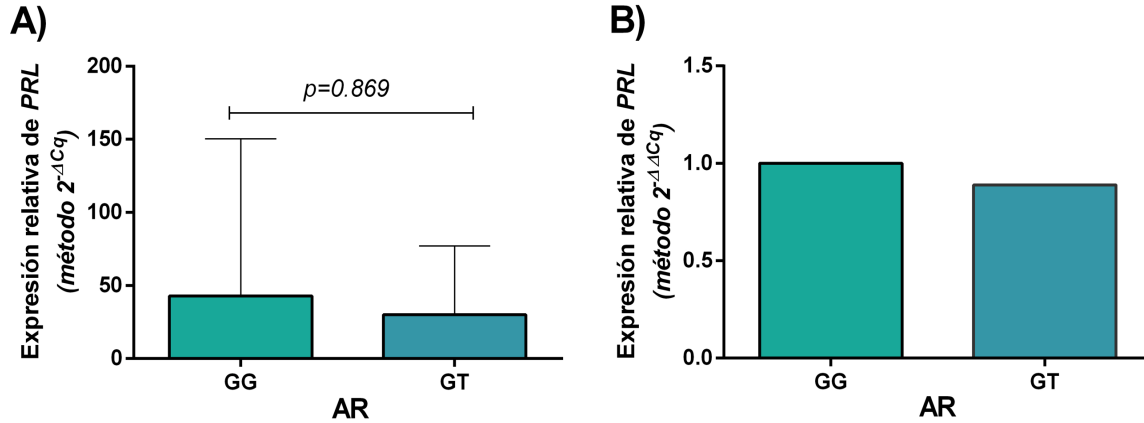 A)
Expresión relativa de PRL
(método 2^-ΔCq)
200
150
100
50
0
p=0.869
GG
GT
AR
B)
Expresión relativa de PRL
(método 2^-ΔΔCq)
1.5
1.0
0.5
0.0
GG
GT
AR